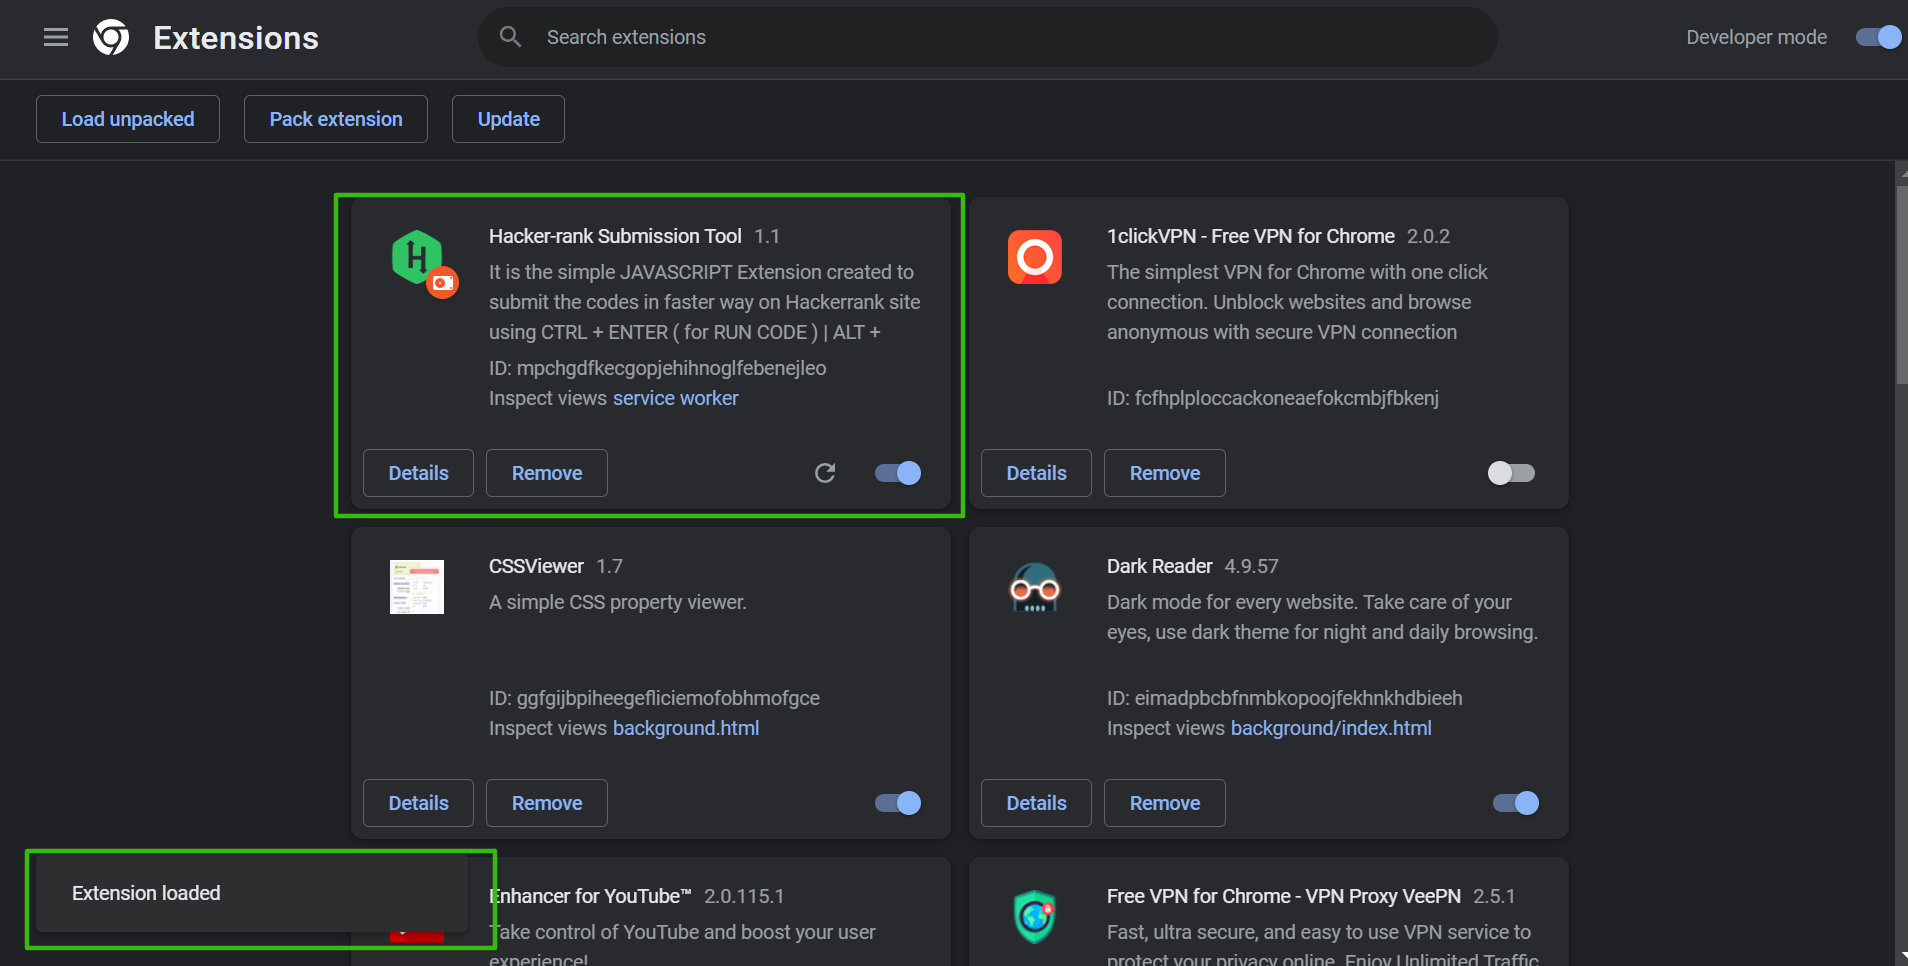 Extensions
Search extensions
Developer mode
Load unpacked
Pack extension
Update
Hacker-rank Submission Tool 1.1
It is the simple JAVASCRIPT Extension created to
submit the codes in faster way on Hackerrank site
using CTRL + ENTER ( for RUN CODE ) | ALT +
ID: mpchgdfkecgopjehihnoglfebenejleo
Inspect views service worker
Details
Remove
1clickVPN - Free VPN for Chrome 2.0.2
The simplest VPN for Chrome with one click
connection. Unblock websites and browse
anonymous with secure VPN connection
ID: fcfhplploccackoneaefokcmbjfbkenj
Details
Remove
CSSViewer 1.7
A simple CSS property viewer.
ID: ggfgijbpiheegefliciemofobhmofgce
Inspect views background.html
Details
Remove
Dark Reader 4.9.57
Dark mode for every website. Take care of your
eyes, use dark theme for night and daily browsing.
ID: eimadpbcbfnmbkopoojfekhnkhdbieeh
Inspect views background/index.html
Details
Remove
Extension loaded
Enhancer for YouTube™ 2.0.115.1
Take control of YouTube and boost your user
experience!
Free VPN for Chrome - VPN Proxy VeePN 2.5.1
Fast, ultra secure, and easy to use VPN service to
protect your privacy online. Enjoy Unlimited Traffic